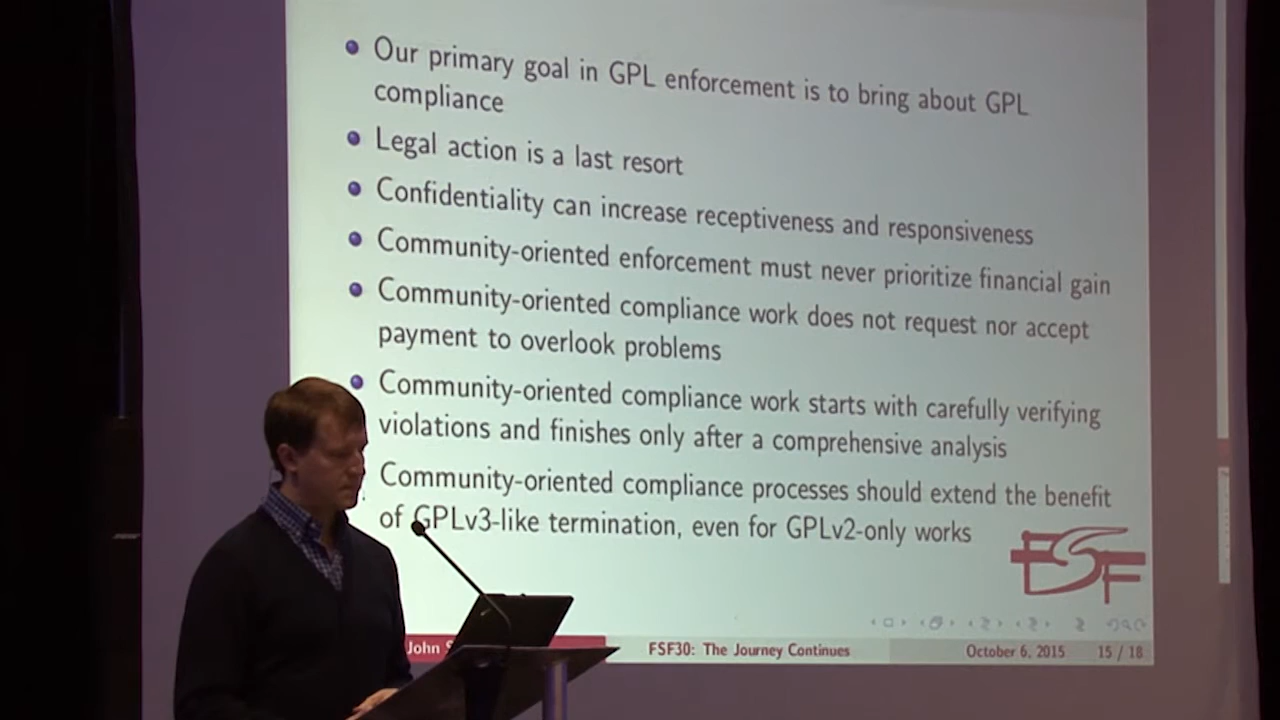 Our primary goal in GPL enforcement is to bring about GPL
compliance
Legal action is a last resort
Confidentiality can increase receptiveness and responsiveness
Community-oriented enforcement must never prioritize financial gain
Community-oriented compliance work does not request nor accept
payment to overlook problems
Community-oriented compliance work starts with carefully verifying
violations and finishes only after a comprehensive analysis
Community-oriented compliance processes should extend the benefit
of GPLv3-like termination, even for GPLv2-only works
FSF
John S
FSF30: The Journey Continues
October 6, 2015
15 / 18